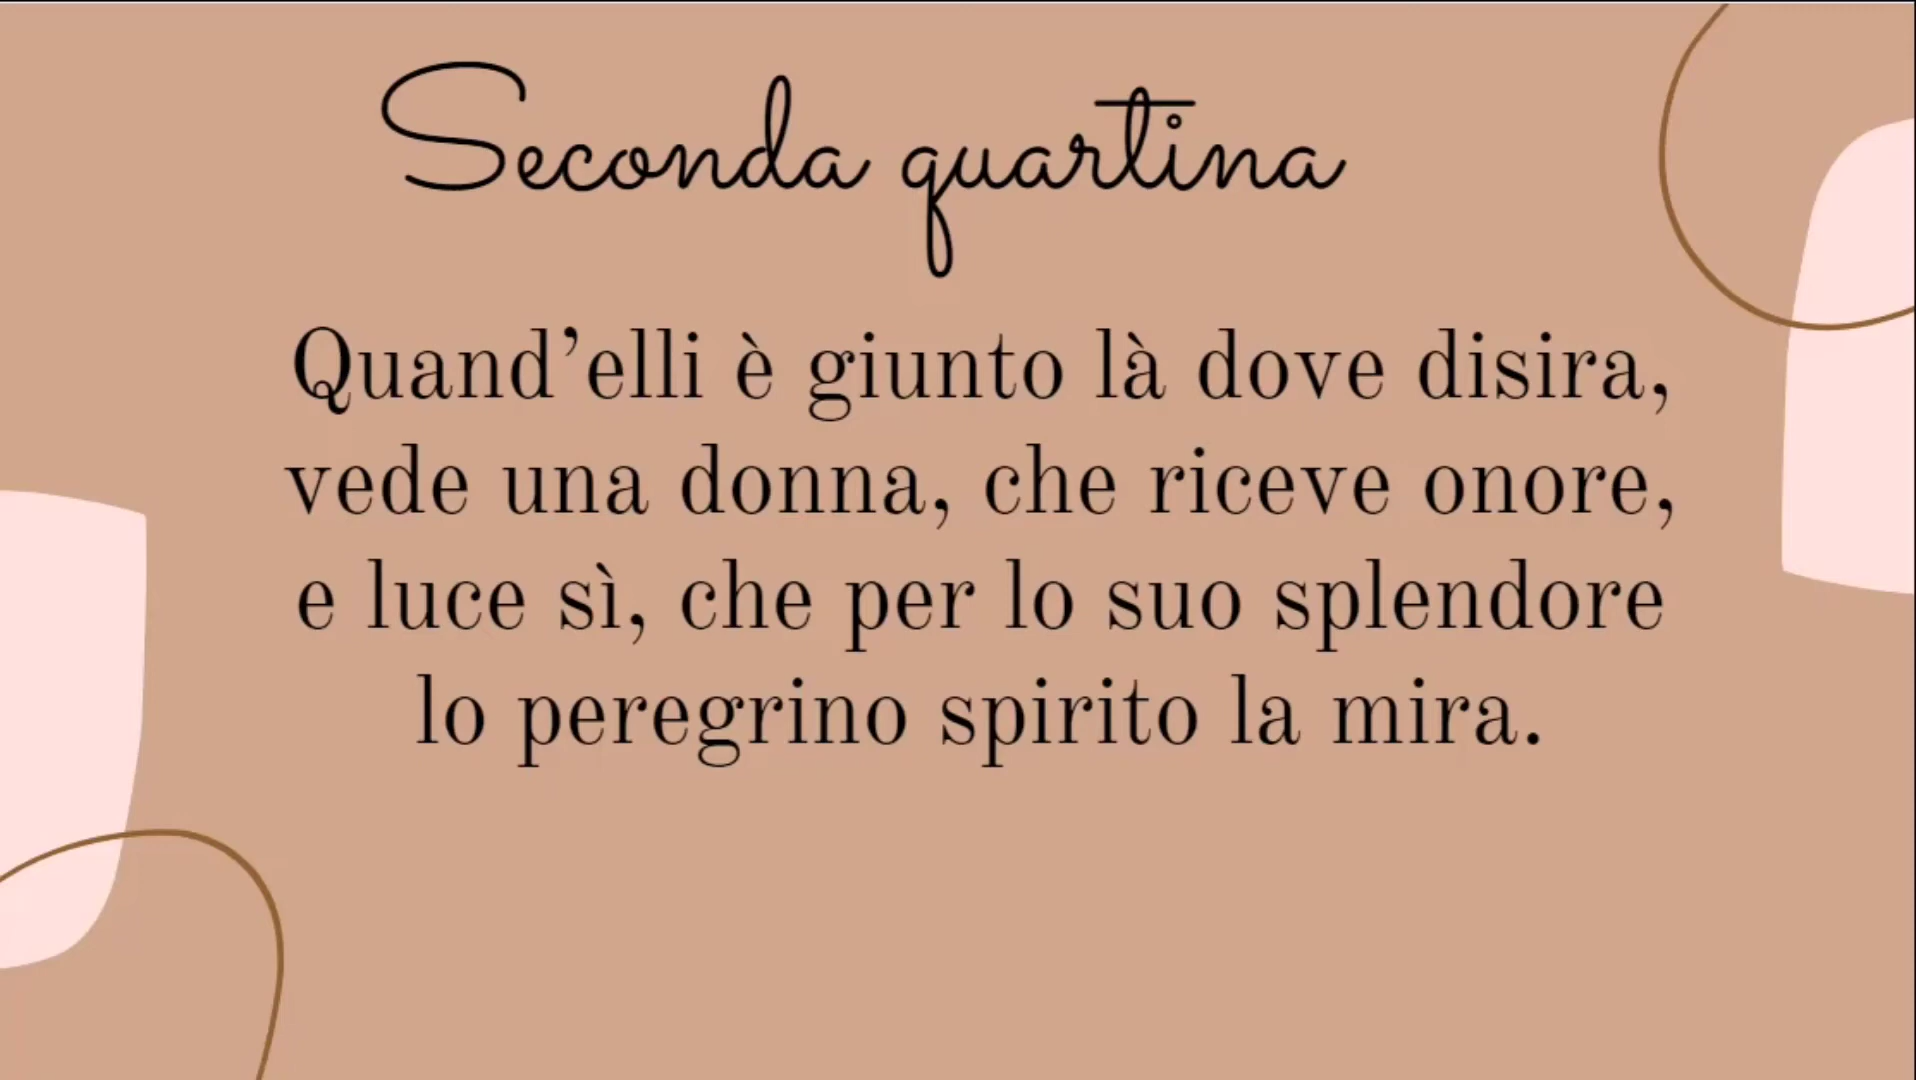 Seconda quartina
Quand’elli è giunto là dove disira,
vede una donna, che riceve onore,
e luce sì, che per lo suo splendore
lo peregrino spirito la mira.